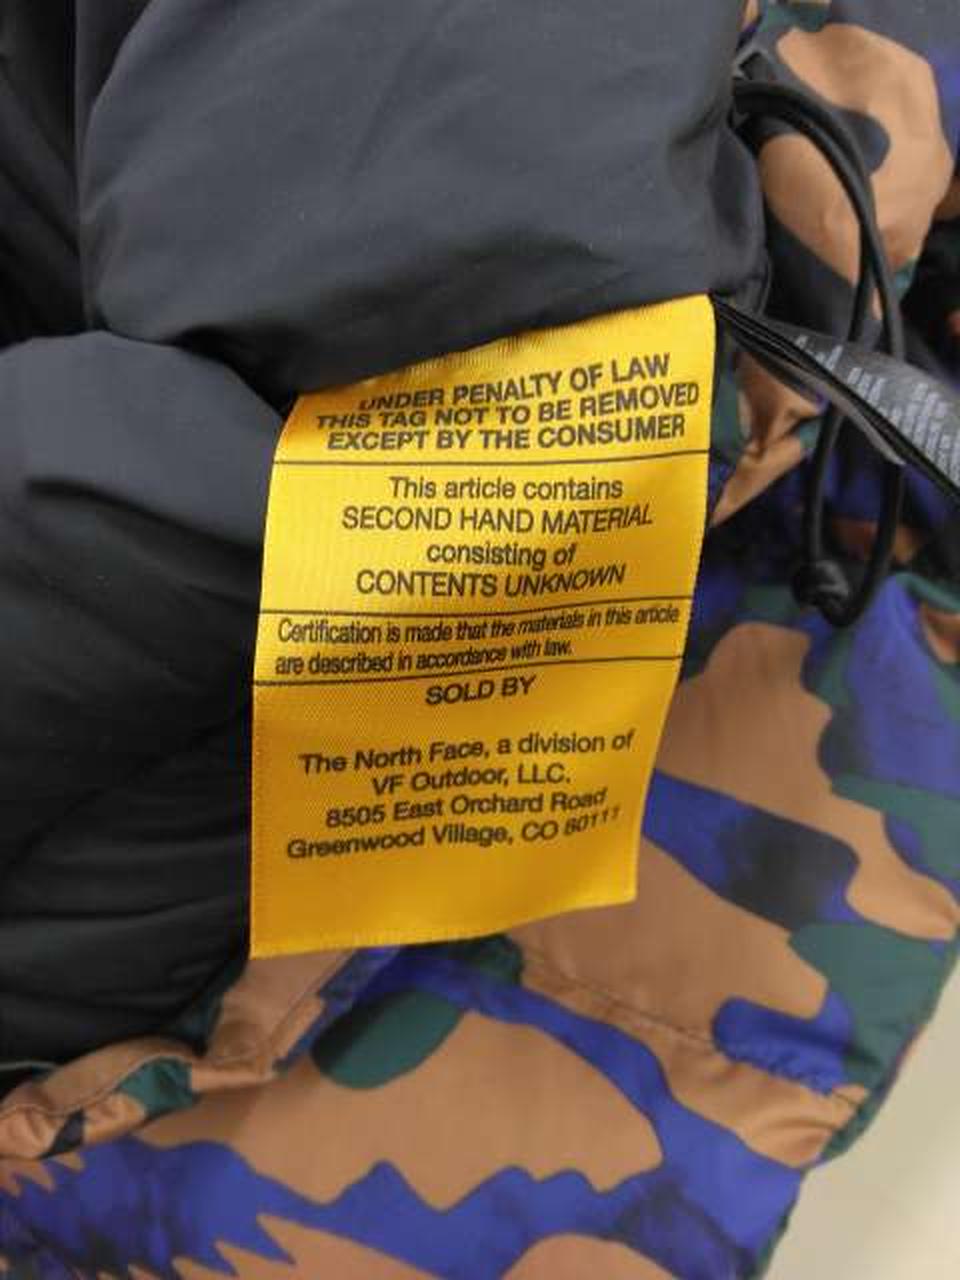 UNDER PENALTY OF LAW
THIS TAG NOT TO BE REMOVED
EXCEPT BY THE CONSUMER
This article contains
SECOND HAND MATERIAL
consisting of
CONTENTS UNKNOWN
Certification is made that the materials in this article
are described in accordance with law.
SOLD BY
The North Face, a division of
VF Outdoor, LLC.
8505 East Orchard Road
Greenwood Village, CO 80111